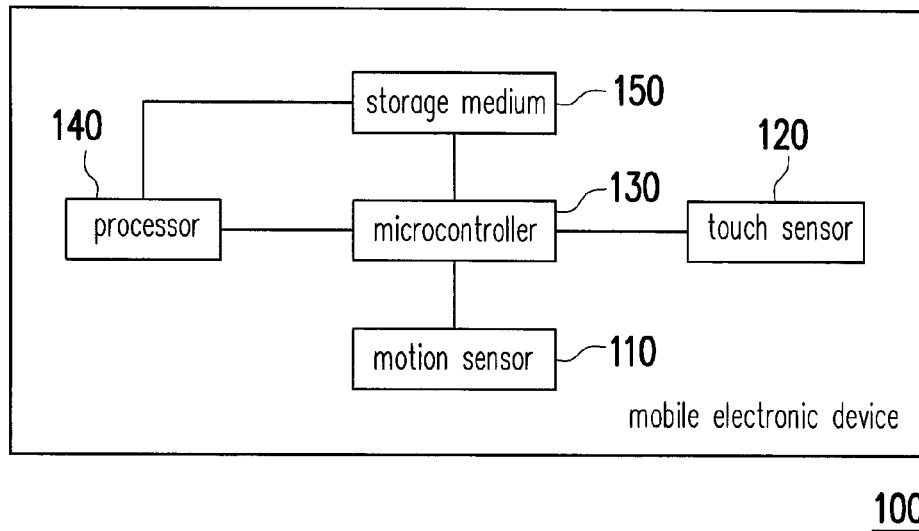 storage medium
150
140
120
130
processor
microcontroller
touch sensor
motion sensor
110
mobile electronic device
100